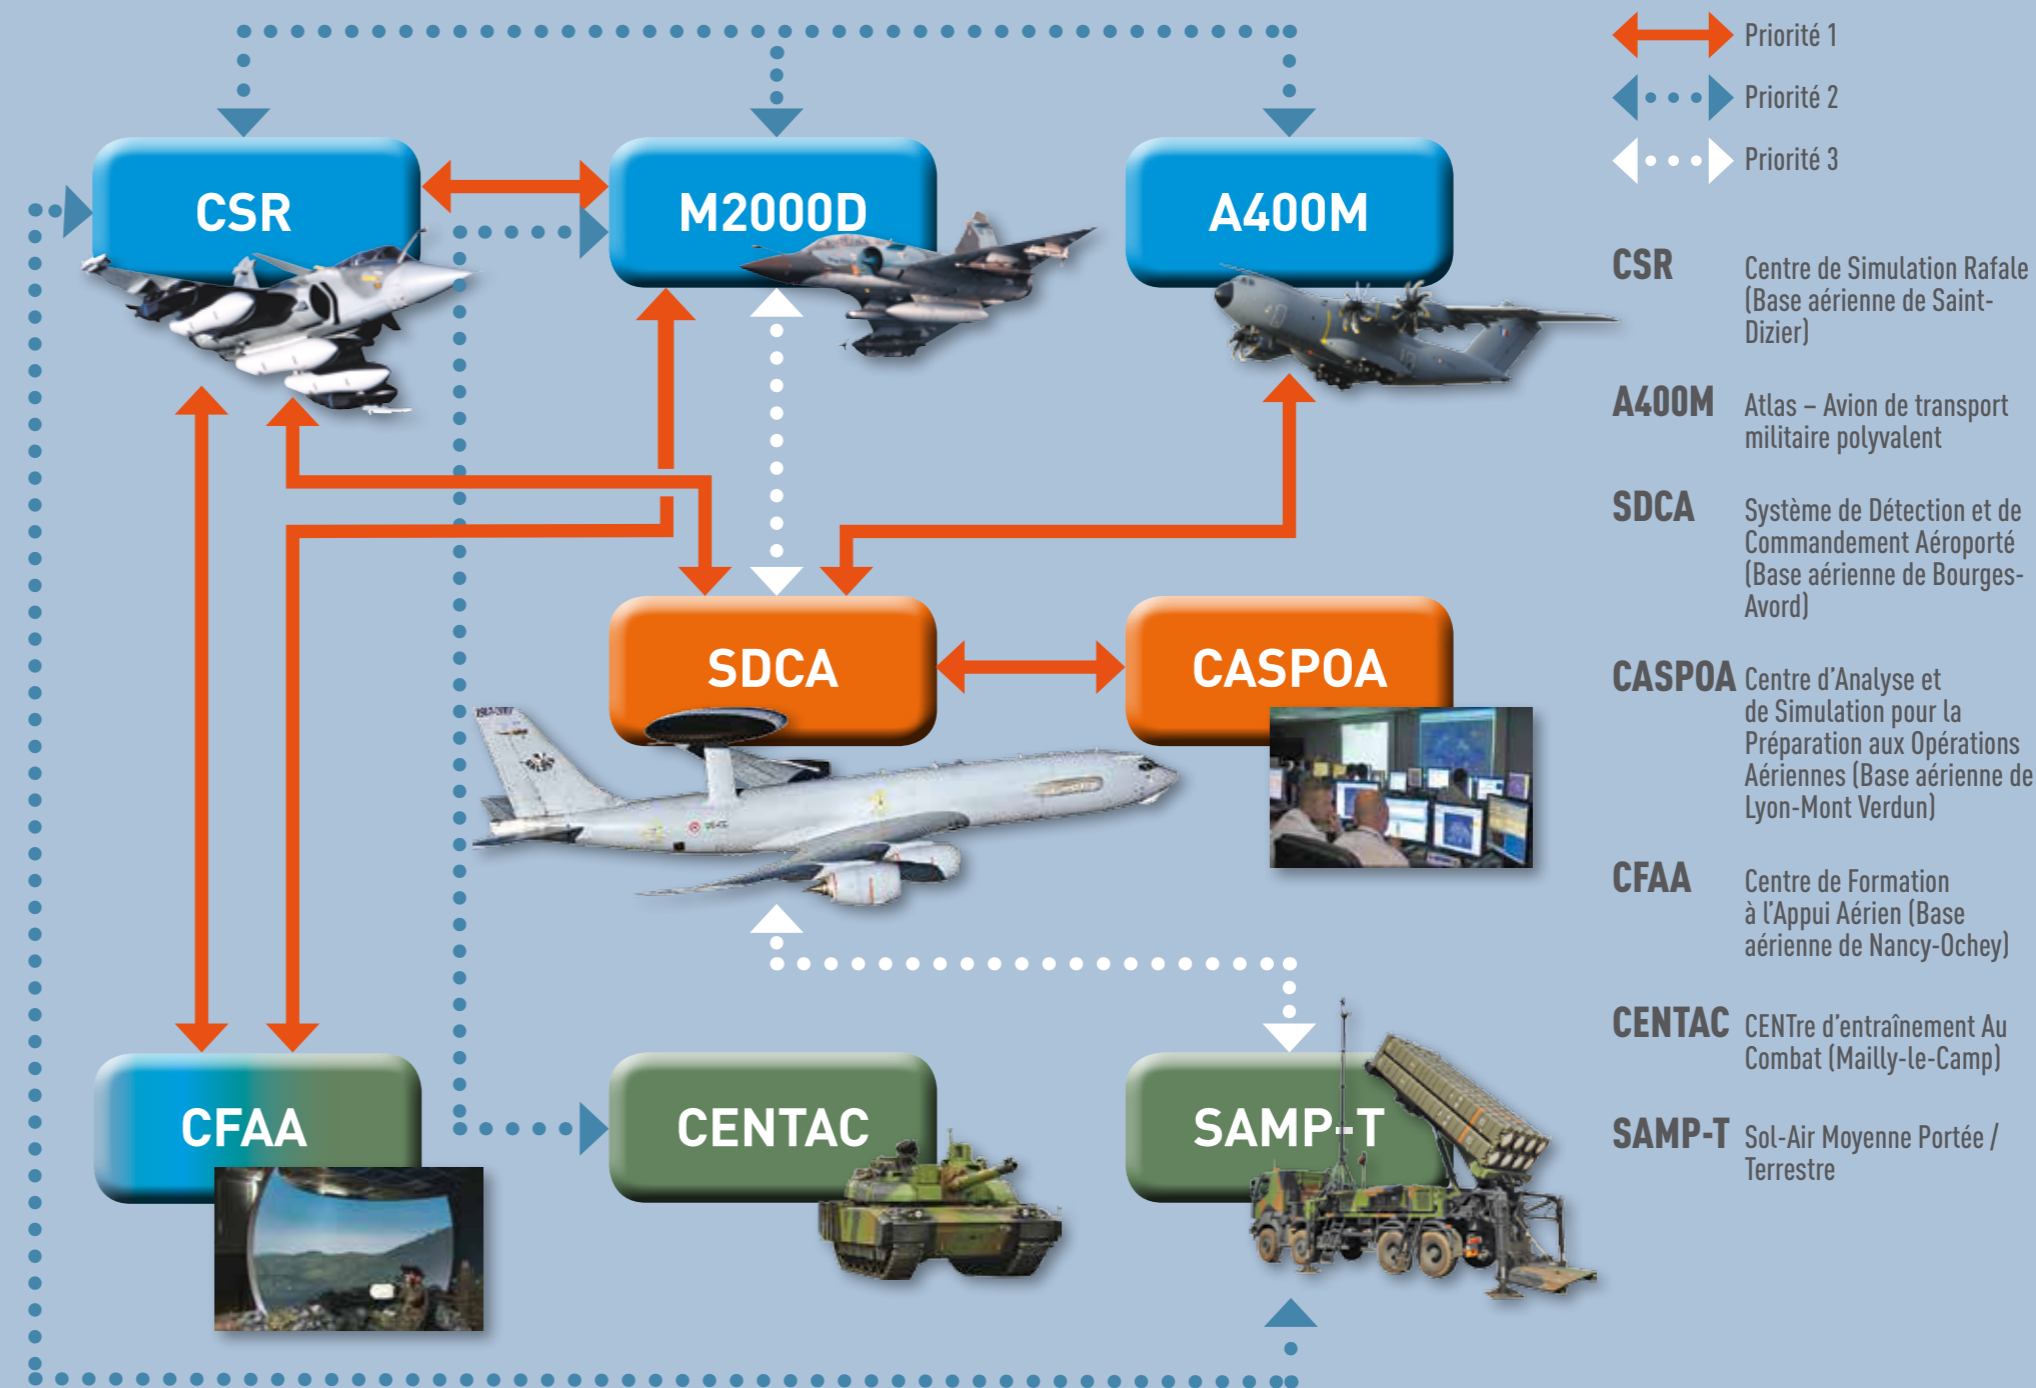 CSR
M2000D
A400M
SDCA
CASPOA
CFAA
CENTAC
SAMP-T
Priorité 1
Priorité 2
Priorité 3
CSR Centre de Simulation Rafale
(Base aérienne de Saint-
Dizier)
A400M Atlas – Avion de transport
militaire polyvalent
SDCA Système de Détection et de
Commandement Aéroporté
(Base aérienne de Bourges-
Avord)
CASPOA Centre d'Analyse et
de Simulation pour la
Préparation aux Opérations
Aériennes (Base aérienne de
Lyon-Mont Verdun)
CFAA Centre de Formation
à l'Appui Aérien (Base
aérienne de Nancy-Ochey)
CENTAC CENTre d'entraînement Au
Combat (Mailly-le-Camp)
SAMP-T Sol-Air Moyenne Portée /
Terrestre